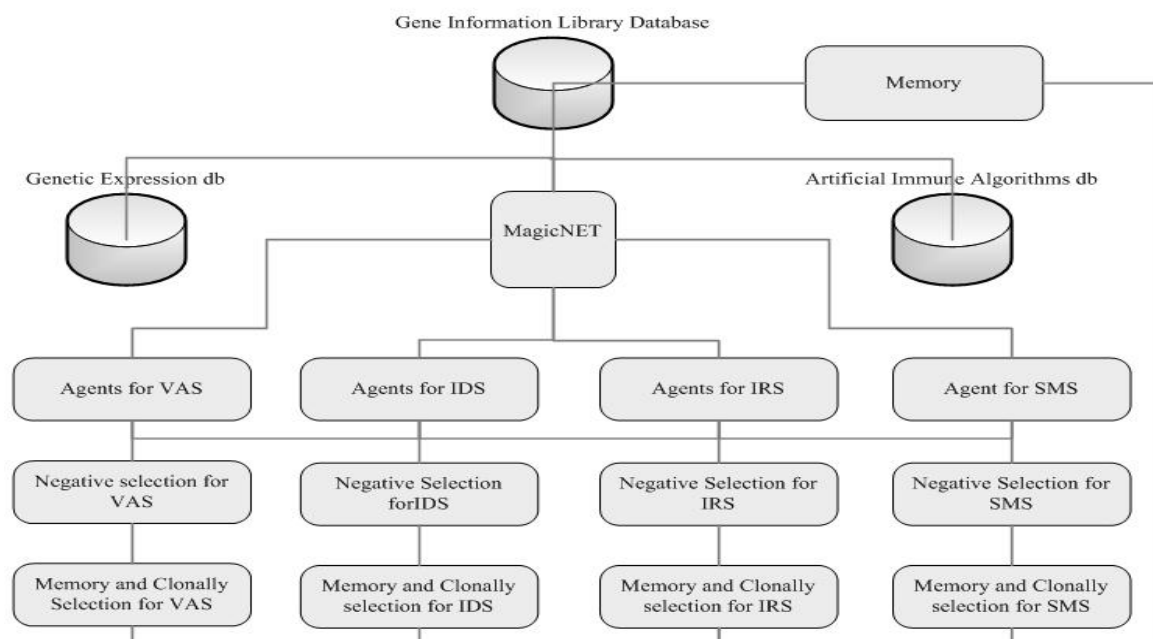 Gene Information Library Database
Memory
Genetic Expression db
Artificial Immune Algorithms db
MagicNET
Agents for VAS
Agents for IDS
Agents for IRS
Agent for SMS
Negative selection for
VAS
Negative Selection
forIDS
Negative Selection for
IRS
Negative Selection for
SMS
Memory and Clonally
Selection for VAS
Memory and Clonally
selection for IDS
Memory and Clonally
selection for IRS
Memory and Clonally
selection for SMS